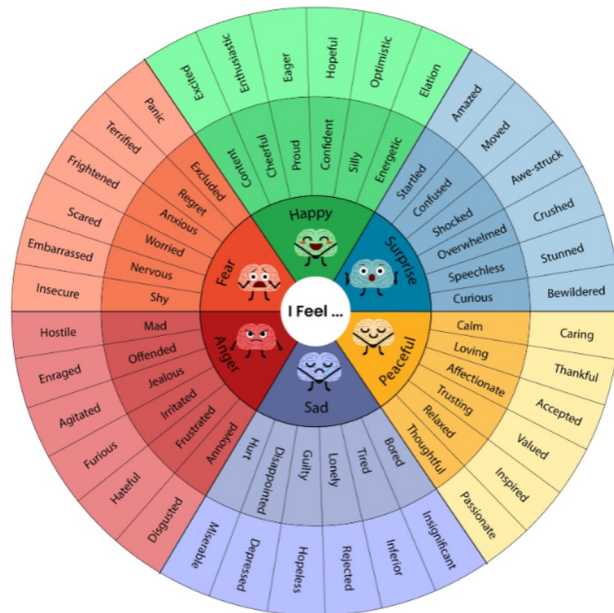 I Feel ...
Happy
Content
Cheerful
Proud
Confident
Silly
Energetic
Excited
Enthusiastic
Eager
Hopeful
Optimistic
Elation
Surprise
Startled
Confused
Shocked
Overwhelmed
Speechless
Curious
Amazed
Moved
Awe-struck
Crushed
Stunned
Bewildered
Peaceful
Calm
Loving
Affectionate
Trusting
Relaxed
Thoughtful
Caring
Thankful
Accepted
Valued
Inspired
Passionate
Sad
Bored
Tired
Lonely
Guilty
Disappointed
Hurt
Insignificant
Inferior
Rejected
Hopeless
Depressed
Miserable
Anger
Annoyed
Frustrated
Irritated
Jealous
Offended
Mad
Disgusted
Hateful
Furious
Agitated
Enraged
Hostile
Fear
Shy
Nervous
Worried
Anxious
Regret
Excluded
Insecure
Embarrassed
Scared
Frightened
Terrified
Panic